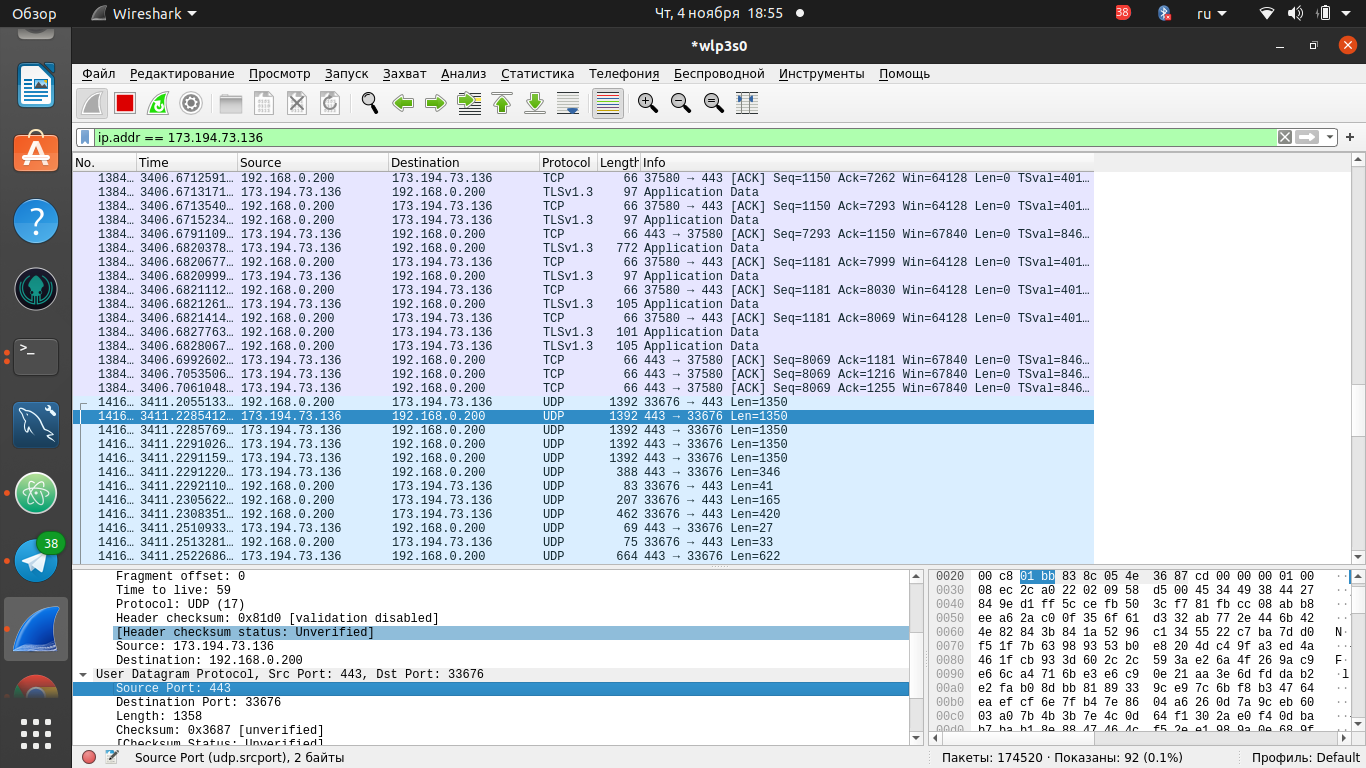 Обзор Wireshark Чт, 4 ноября 18:55 38 ru
*wlp3s0
Файл Редактирование Просмотр Запуск Захват Анализ Статистика Телефония Беспроводной Инструменты Помощь
ip.addr == 173.194.73.136
No. Time Source Destination Protocol Length Info
1384… 3406.6712591… 192.168.0.200 173.194.73.136 TCP 66 37580 → 443 [ACK] Seq=1150 Ack=7262 Win=64128 Len=0 TSval=401…
1384… 3406.6713171… 173.194.73.136 192.168.0.200 TLSv1.3 97 Application Data
1384… 3406.6713540… 192.168.0.200 173.194.73.136 TCP 66 37580 → 443 [ACK] Seq=1150 Ack=7293 Win=64128 Len=0 TSval=401…
1384… 3406.6715234… 192.168.0.200 173.194.73.136 TLSv1.3 97 Application Data
1384… 3406.6791109… 173.194.73.136 192.168.0.200 TCP 66 443 → 37580 [ACK] Seq=7293 Ack=1150 Win=67840 Len=0 TSval=846…
1384… 3406.6820378… 173.194.73.136 192.168.0.200 TLSv1.3 772 Application Data
1384… 3406.6820677… 192.168.0.200 173.194.73.136 TCP 66 37580 → 443 [ACK] Seq=1181 Ack=7999 Win=64128 Len=0 TSval=401…
1384… 3406.6820999… 173.194.73.136 192.168.0.200 TLSv1.3 97 Application Data
1384… 3406.6821112… 192.168.0.200 173.194.73.136 TCP 66 37580 → 443 [ACK] Seq=1181 Ack=8030 Win=64128 Len=0 TSval=401…
1384… 3406.6821261… 173.194.73.136 192.168.0.200 TLSv1.3 105 Application Data
1384… 3406.6821414… 192.168.0.200 173.194.73.136 TCP 66 37580 → 443 [ACK] Seq=1181 Ack=8069 Win=64128 Len=0 TSval=401…
1384… 3406.6827763… 192.168.0.200 173.194.73.136 TLSv1.3 101 Application Data
1384… 3406.6828067… 192.168.0.200 173.194.73.136 TLSv1.3 105 Application Data
1384… 3406.6992602… 173.194.73.136 192.168.0.200 TCP 66 443 → 37580 [ACK] Seq=8069 Ack=1181 Win=67840 Len=0 TSval=846…
1384… 3406.7053506… 173.194.73.136 192.168.0.200 TCP 66 443 → 37580 [ACK] Seq=8069 Ack=1216 Win=67840 Len=0 TSval=846…
1384… 3406.7061048… 173.194.73.136 192.168.0.200 TCP 66 443 → 37580 [ACK] Seq=8069 Ack=1255 Win=67840 Len=0 TSval=846…
1416… 3411.2055133… 192.168.0.200 173.194.73.136 UDP 1392 33676 → 443 Len=1350
1416… 3411.2285412… 173.194.73.136 192.168.0.200 UDP 1392 443 → 33676 Len=1350
1416… 3411.2285769… 173.194.73.136 192.168.0.200 UDP 1392 443 → 33676 Len=1350
1416… 3411.2291026… 173.194.73.136 192.168.0.200 UDP 1392 443 → 33676 Len=1350
1416… 3411.2291159… 173.194.73.136 192.168.0.200 UDP 1392 443 → 33676 Len=1350
1416… 3411.2291220… 173.194.73.136 192.168.0.200 UDP 388 443 → 33676 Len=346
1416… 3411.2292110… 192.168.0.200 173.194.73.136 UDP 83 33676 → 443 Len=41
1416… 3411.2305622… 192.168.0.200 173.194.73.136 UDP 207 33676 → 443 Len=165
1416… 3411.2308351… 192.168.0.200 173.194.73.136 UDP 462 33676 → 443 Len=420
1416… 3411.2510933… 173.194.73.136 192.168.0.200 UDP 69 443 → 33676 Len=27
1416… 3411.2513281… 192.168.0.200 173.194.73.136 UDP 75 33676 → 443 Len=33
1416… 3411.2522686… 173.194.73.136 192.168.0.200 UDP 664 443 → 33676 Len=622
38
Fragment offset: 0
Time to live: 59
Protocol: UDP (17)
Header checksum: 0x81d0 [validation disabled]
[Header checksum status: Unverified]
Source: 173.194.73.136
Destination: 192.168.0.200
User Datagram Protocol, Src Port: 443, Dst Port: 33676
Source Port: 443
Destination Port: 33676
Length: 1358
Checksum: 0x3687 [unverified]
[Checksum Status: Unverified]
0020 00 c8 01 bb 83 8c 05 4e 36 87 cd 00 00 00 01 00
0030 08 ec 2c a0 22 02 09 58 d5 00 45 34 49 38 44 27
0040 84 9e d1 ff 5c ce fb 50 3c f7 81 fb cc 08 ab b8
0050 ee a6 2a c0 0f 35 6f 61 d3 32 ab 77 2e 44 6b 42
0060 4e 82 84 3b 84 1a 52 96 c1 34 55 22 c7 ba 7d d0 N
0070 f5 1f 7b 63 98 93 53 b0 e8 20 4d c4 9f a3 ed 4a
0080 46 1f cb 93 3d 60 2c 2c 59 3a e2 6a 4f 26 9a c9 F
0090 e6 6c a4 71 6b e3 e6 c9 0e 21 aa 3e 6d fd da b2 ·l
00a0 e2 fa b0 8d bb 81 89 33 9c e9 7c 6b f8 b3 47 64
00b0 ea ef cf 6e 7f b4 7e 86 04 a6 26 0d 7a 9c eb 60
00c0 03 a0 7b 4b 3b 7e 4c 0d 64 f1 30 2a e0 f4 0d ba
Source Port (udp.srcport), 2 байты Пакеты: 174520 · Показаны: 92 (0.1%) Профиль: Default